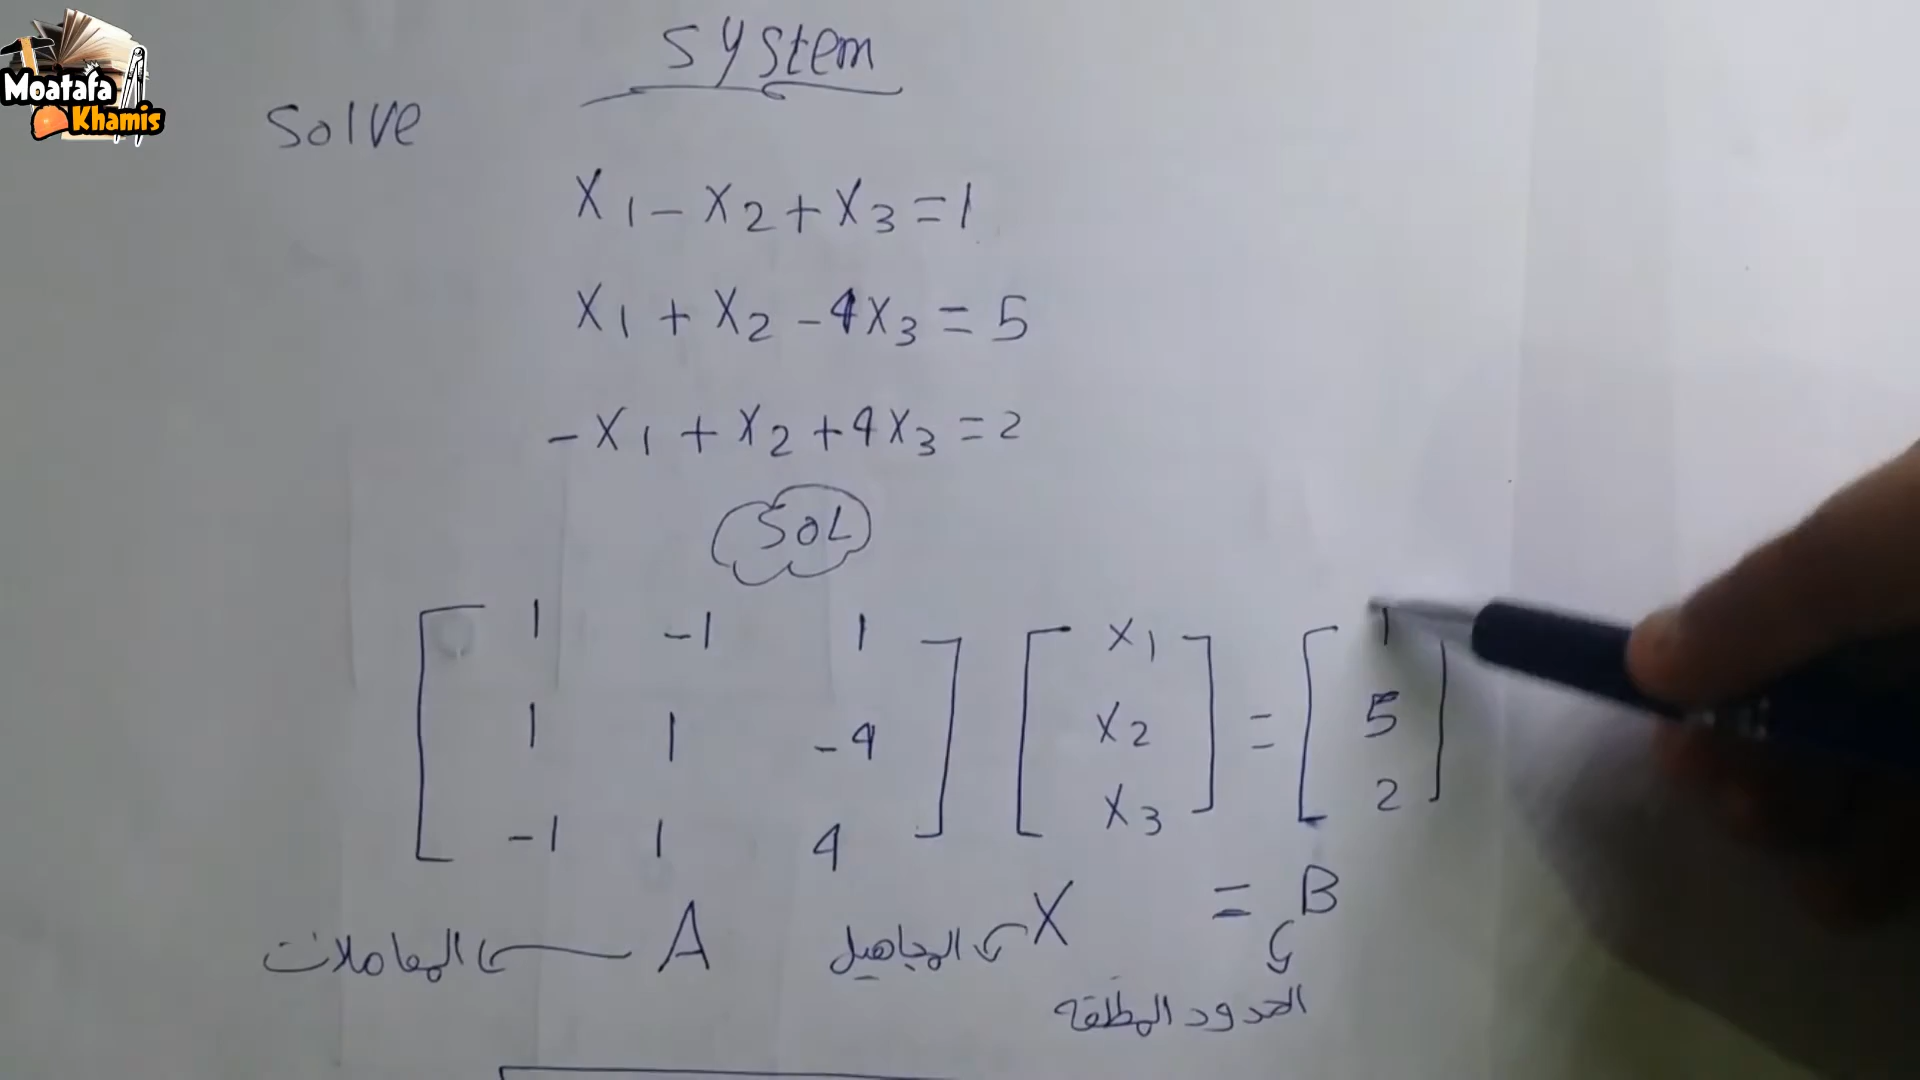 Moatafa
Khamis
System
Solve
x1 - x2 + x3 = 1
x1 + x2 - 4x3 = 5
-x1 + x2 + 4x3 = 2
SOL
[ 1 -1 1 ] [ x1 ] = [ 1 ]
[ 1 1 -4 ] [ x2 ] = [ 5 ]
[ -1 1 4 ] [ x3 ] [ 2 ]
A X = B
المعاملات المجاهيل
الحدود المطلقه